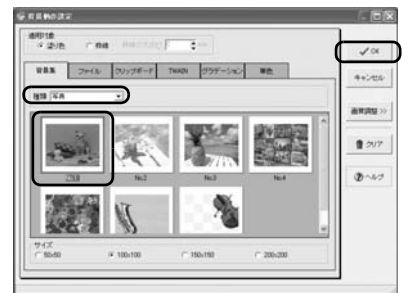 背景色の設定
適用対象
塗り色 枠線
背景集 ファイル クリップボード TWAIN グラデーション 単色
種類 写真
No.2 No.3 No.4
サイズ
50x50 100x100 150x150 200x200
OK
キャンセル
画質調整 >>
クリア
ヘルプ